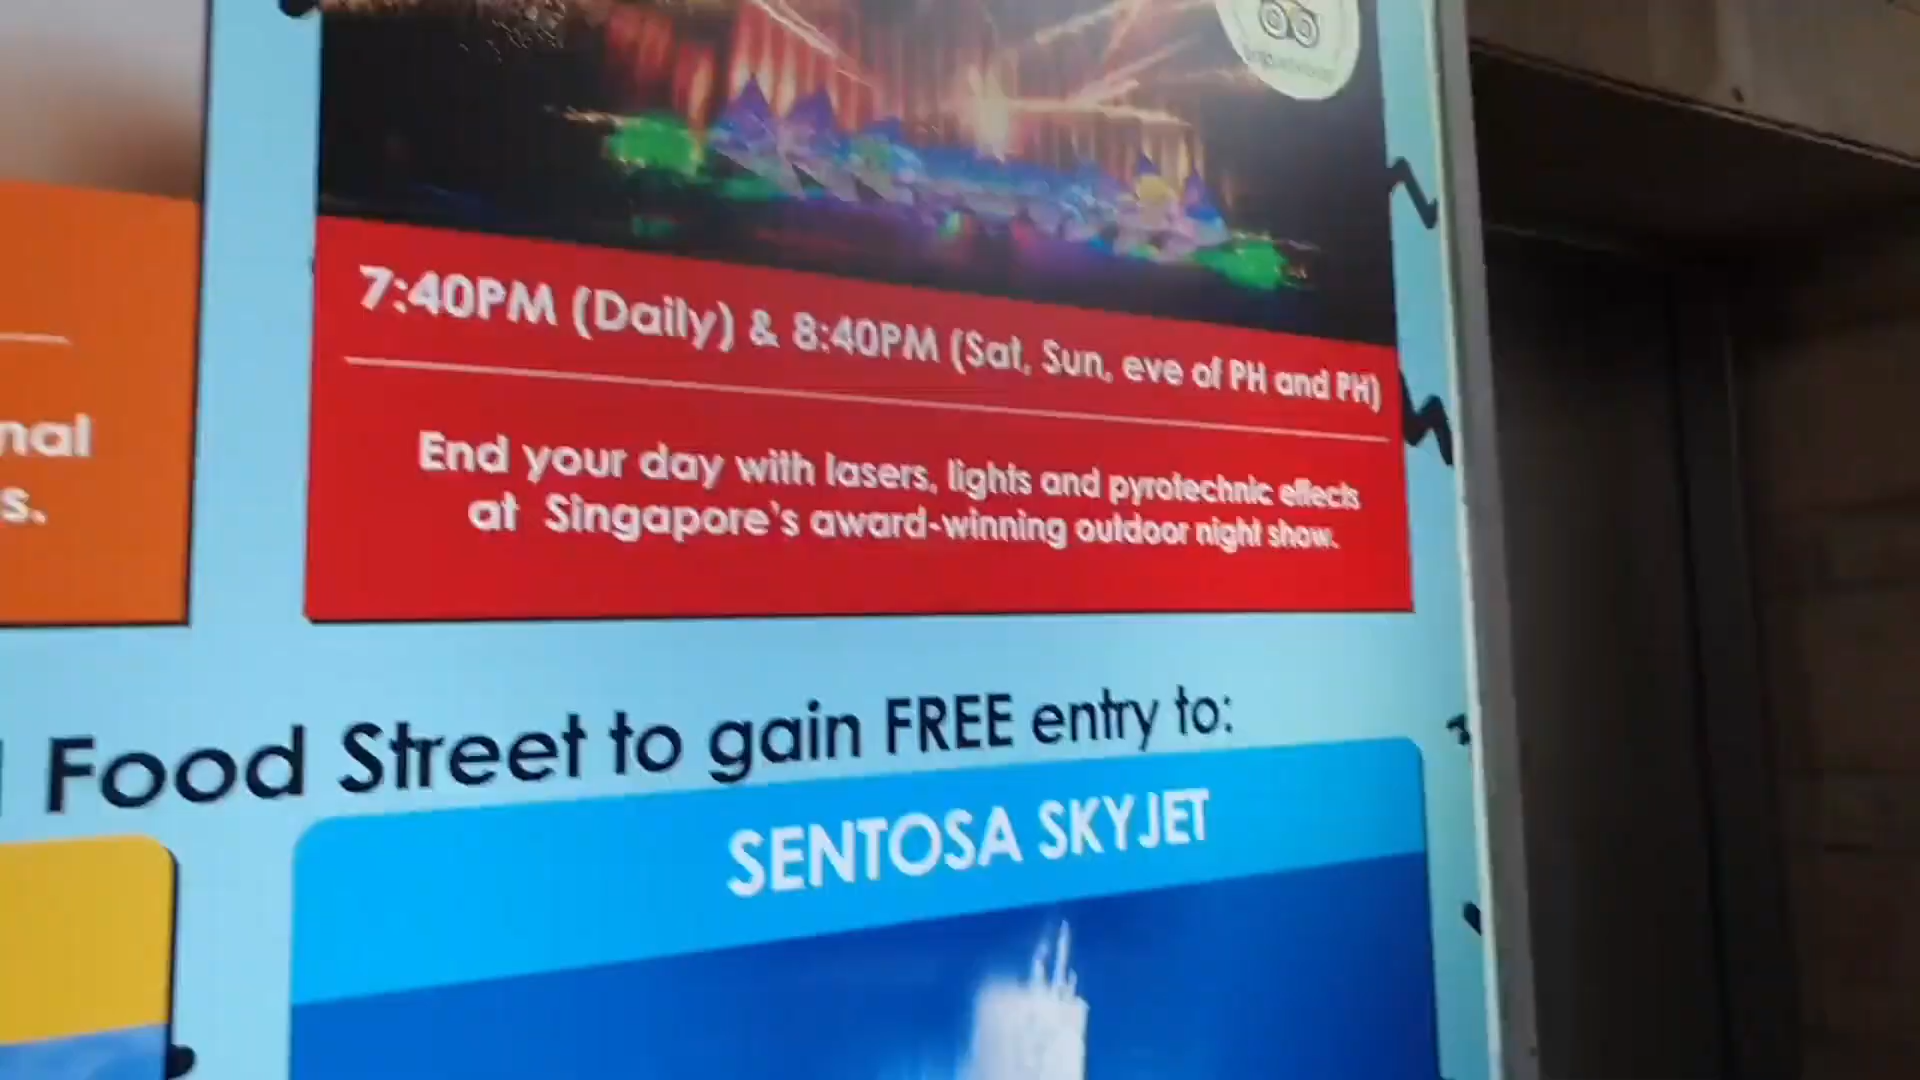 7:40PM (Daily) & 8:40PM (Sat, Sun, eve of PH and PH)
End your day with lasers, lights and pyrotechnic effects
at Singapore's award-winning outdoor night show.
nal
s.
Food Street to gain FREE entry to:
SENTOSA SKYJET